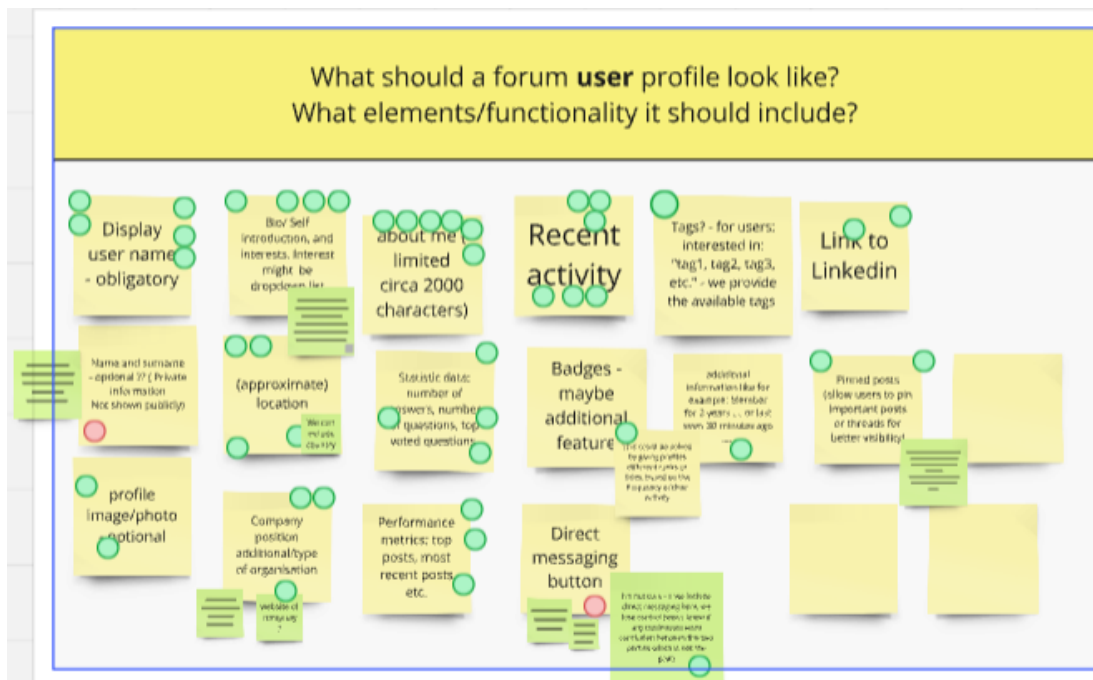 What should a forum user profile look like?
What elements/functionality it should include?
Display
user name
- obligatory
Bio/ Self
introduction, and
interests. Interest
might be
dropdown list
about me (
limited
circa 2000
characters)
Recent
activity
Tags? - for users:
interested in:
"tag1, tag2, tag3,
etc." - we provide
the available tags
Link to
Linkedin
Name and surname
- optional ?? ( Private
information
Not shown publicly)
(approximate)
location
Statistic data:
number of
answers, number
of questions, top
voted questions
Badges -
maybe
additional
feature
additional
information like for
example: Member
for 2 years ... or last
seen 30 minutes ago
Pinned posts
(allow users to pin
important posts
or threads for
better visibility)
profile
image/photo
- optional
Company
position
additional/type
of organisation
website of
company
?
Performance
metrics: top
posts, most
recent posts,
etc.
Direct
messaging
button